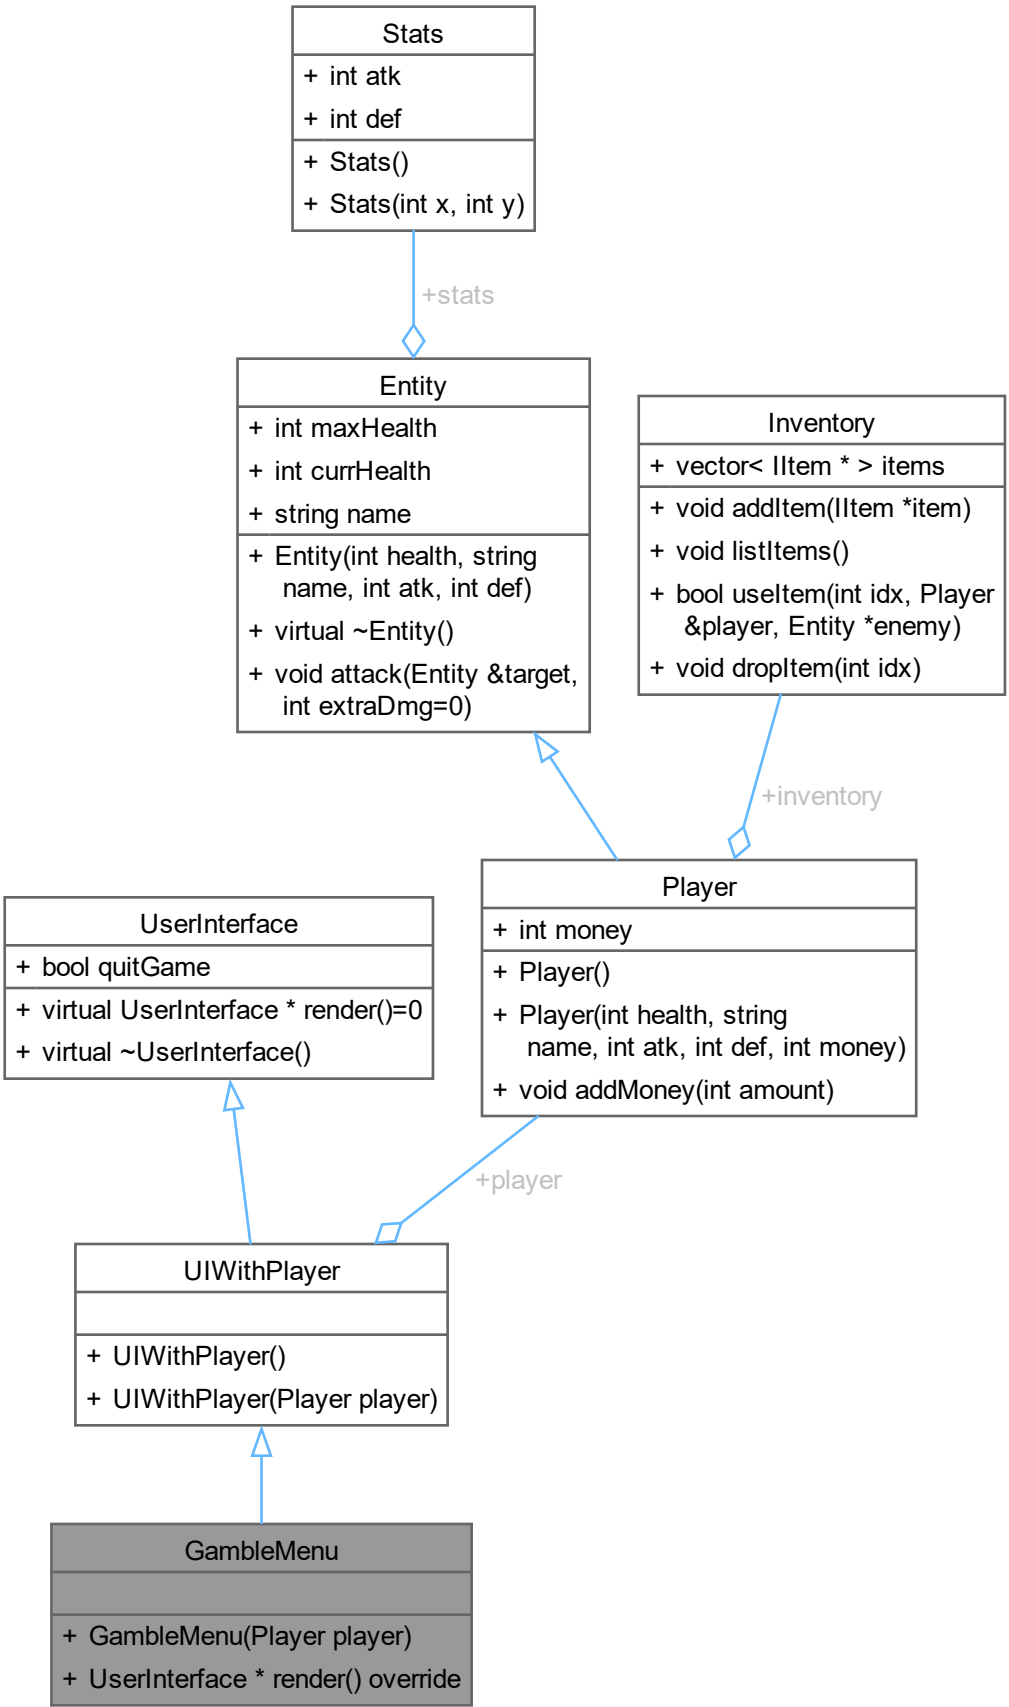 Stats
+ int atk
+ int def
+ Stats()
+ Stats(int x, int y)
+stats
Entity
+ int maxHealth
+ int currHealth
+ string name
+ Entity(int health, string
name, int atk, int def)
+ virtual ~Entity()
+ void attack(Entity &target,
int extraDmg=0)
Inventory
+ vector< IItem * > items
+ void addItem(IItem *item)
+ void listItems()
+ bool useItem(int idx, Player
&player, Entity *enemy)
+ void dropItem(int idx)
+inventory
Player
+ int money
+ Player()
+ Player(int health, string
name, int atk, int def, int money)
+ void addMoney(int amount)
UserInterface
+ bool quitGame
+ virtual UserInterface * render()=0
+ virtual ~UserInterface()
+player
UIWithPlayer
+ UIWithPlayer()
+ UIWithPlayer(Player player)
GambleMenu
+ GambleMenu(Player player)
+ UserInterface * render() override